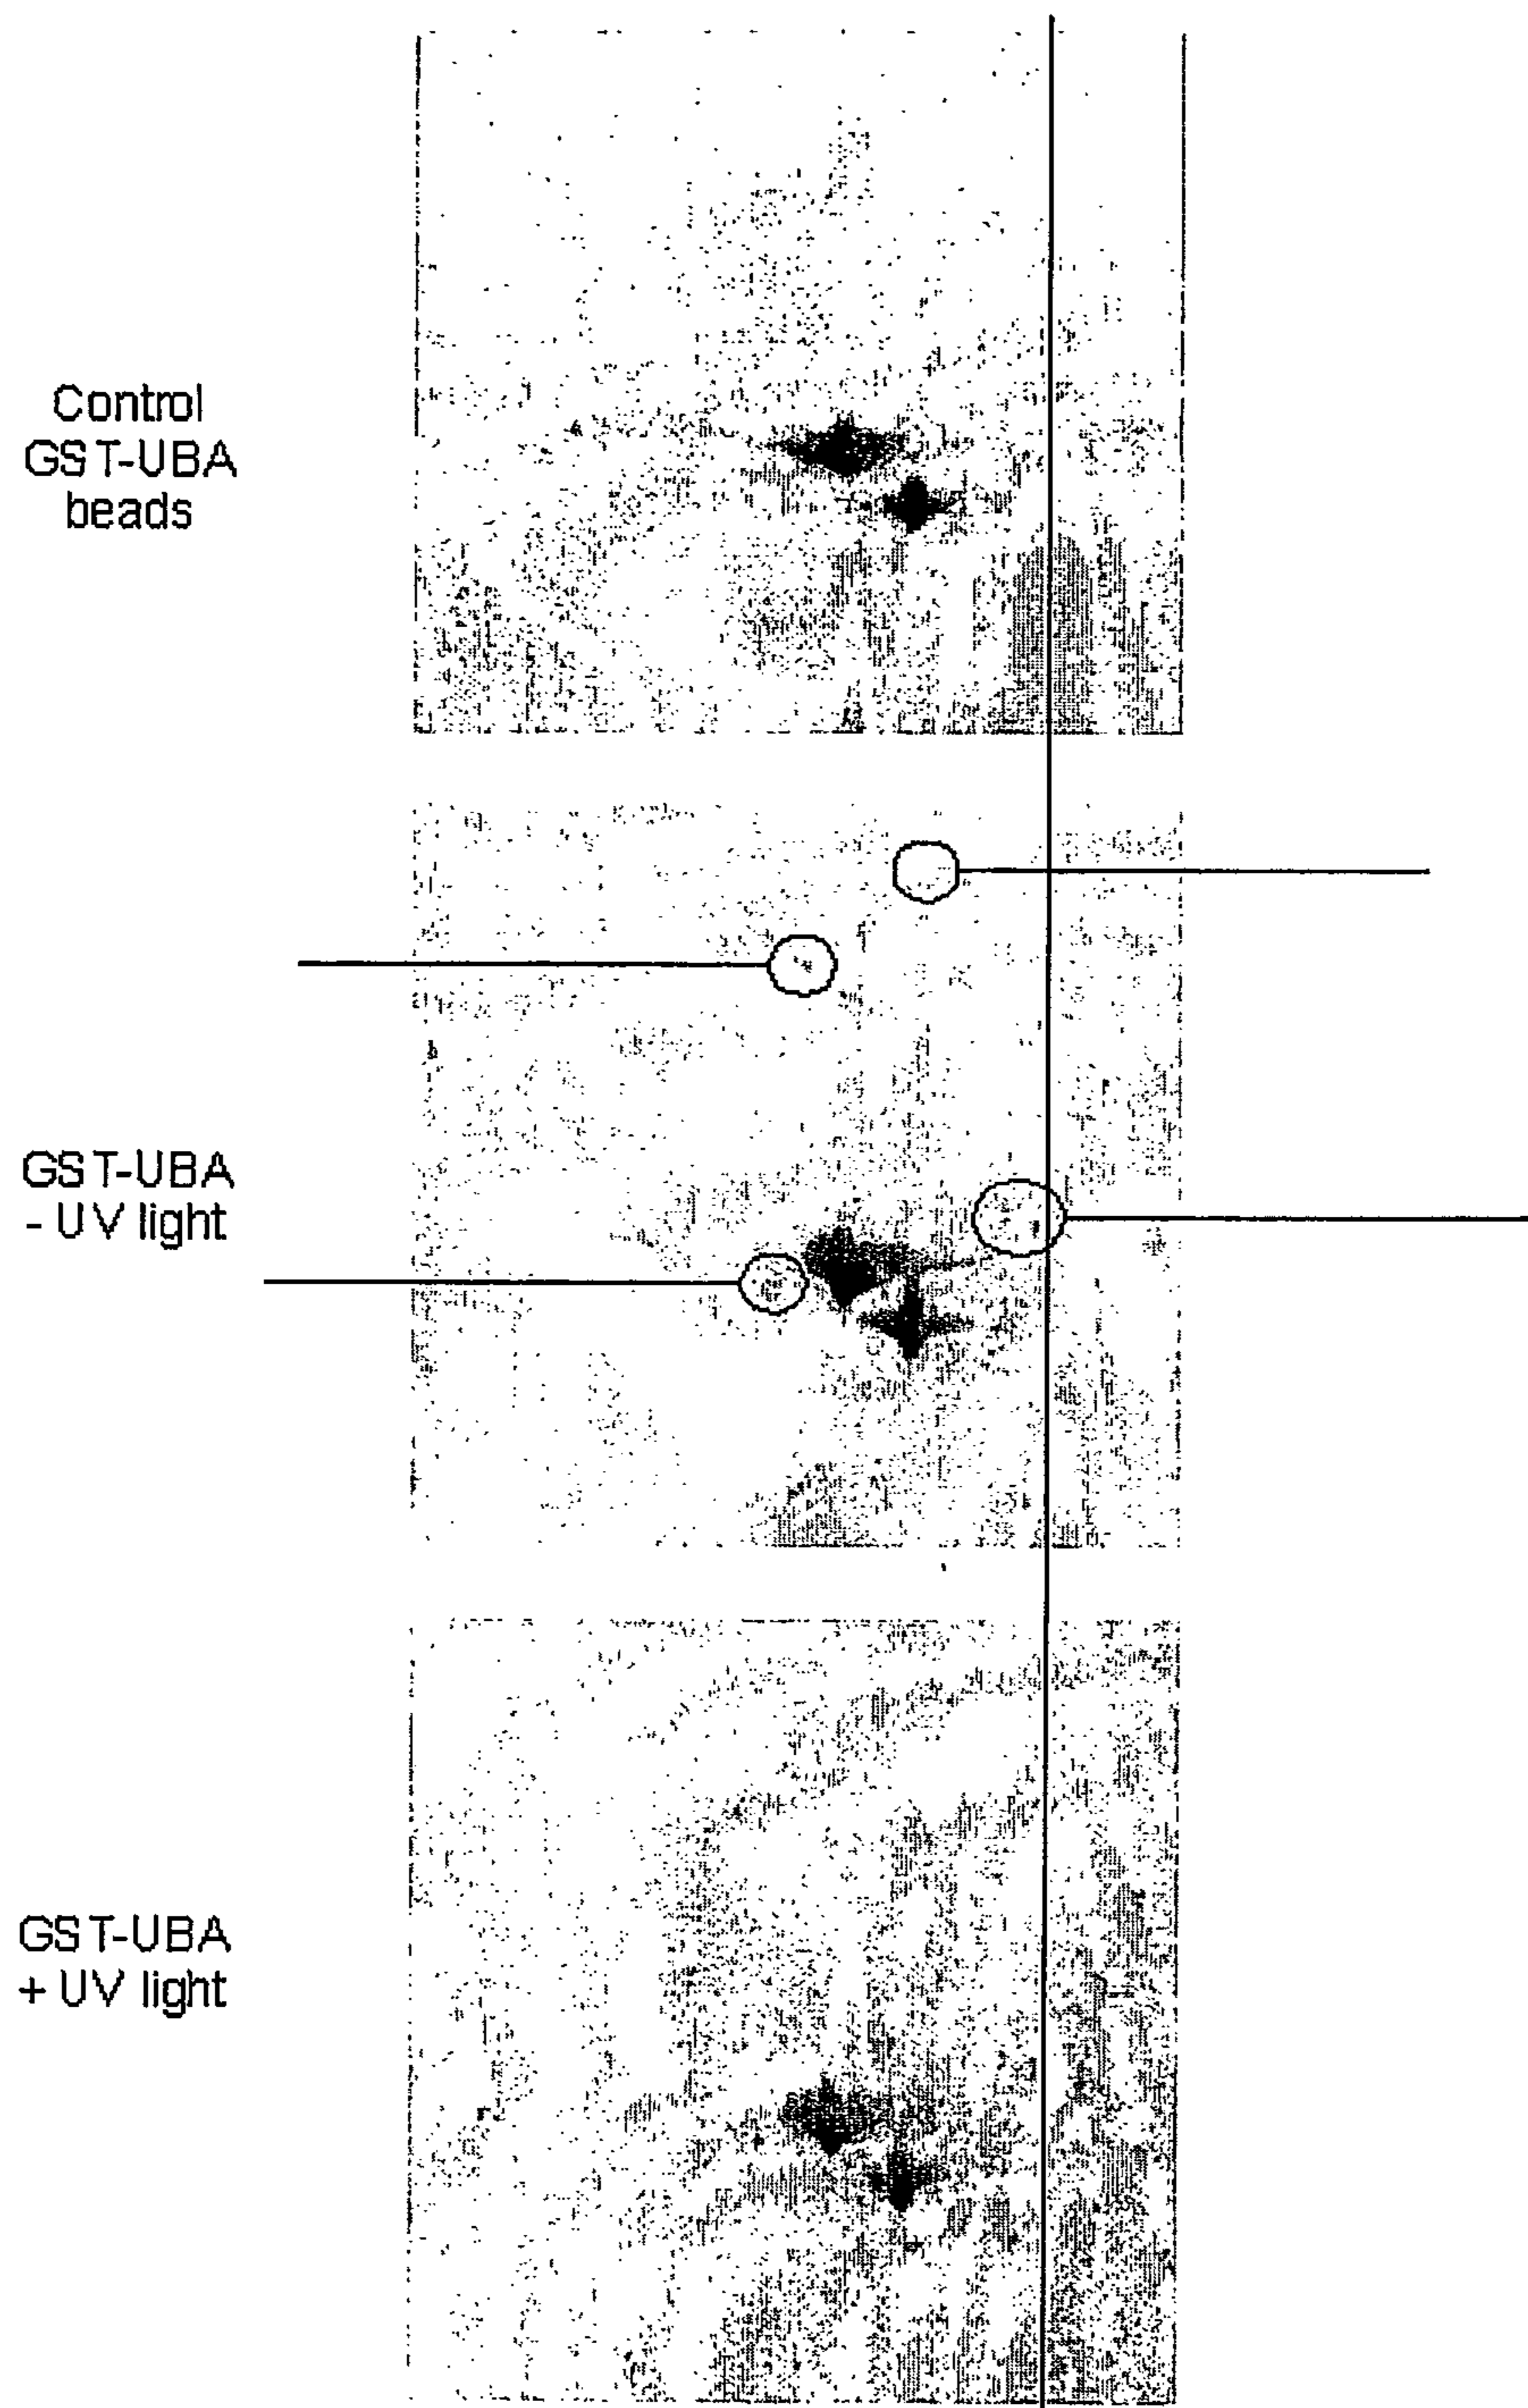 Control
GST-UBA
beads
GST-UBA
- UV light
GST-UBA
+ UV light